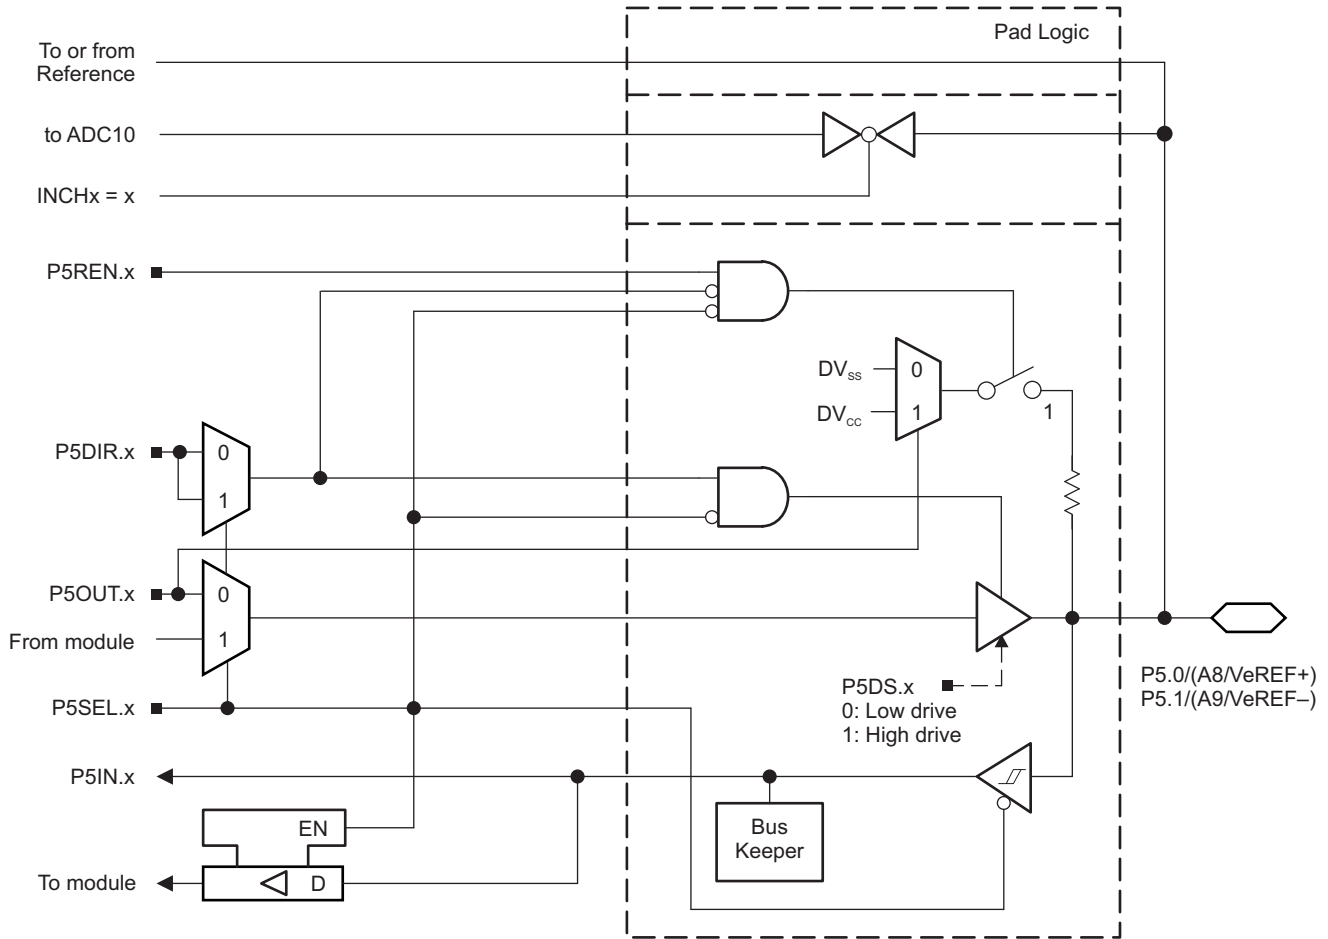 Pad Logic
To or from
Reference
to ADC10
INCHx = x
P5REN.x
DVSS
0
DVCC
1
1
P5DIR.x
0
1
P5OUT.x
0
From module
1
P5SEL.x
P5DS.x
0: Low drive
1: High drive
P5.0/(A8/VeREF+)
P5.1/(A9/VeREF–)
P5IN.x
Bus
Keeper
EN
To module
D